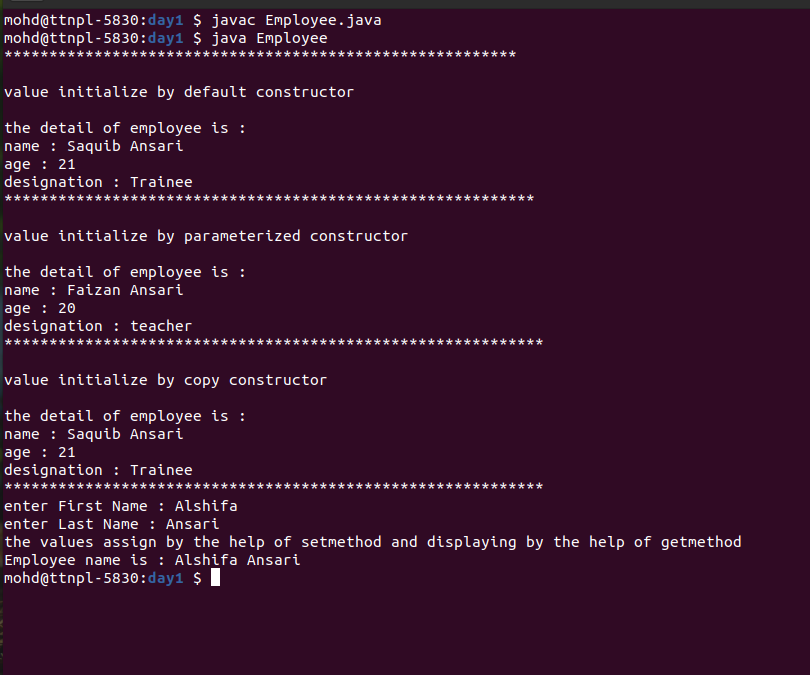 mohd@ttnpl-5830:day1 $ javac Employee.java
mohd@ttnpl-5830:day1 $ java Employee
*********************************************************
value initialize by default constructor
the detail of employee is :
name : Saquib Ansari
age : 21
designation : Trainee
***********************************************************
value initialize by parameterized constructor
the detail of employee is :
name : Faizan Ansari
age : 20
designation : teacher
************************************************************
value initialize by copy constructor
the detail of employee is :
name : Saquib Ansari
age : 21
designation : Trainee
************************************************************
enter First Name : Alshifa
enter Last Name : Ansari
the values assign by the help of setmethod and displaying by the help of getmethod
Employee name is : Alshifa Ansari
mohd@ttnpl-5830:day1 $